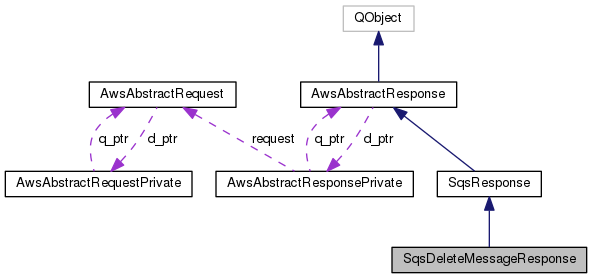 QObject
AwsAbstractRequest
AwsAbstractResponse
q_ptr
d_ptr
request
q_ptr
d_ptr
AwsAbstractRequestPrivate
AwsAbstractResponsePrivate
SqsResponse
SqsDeleteMessageResponse